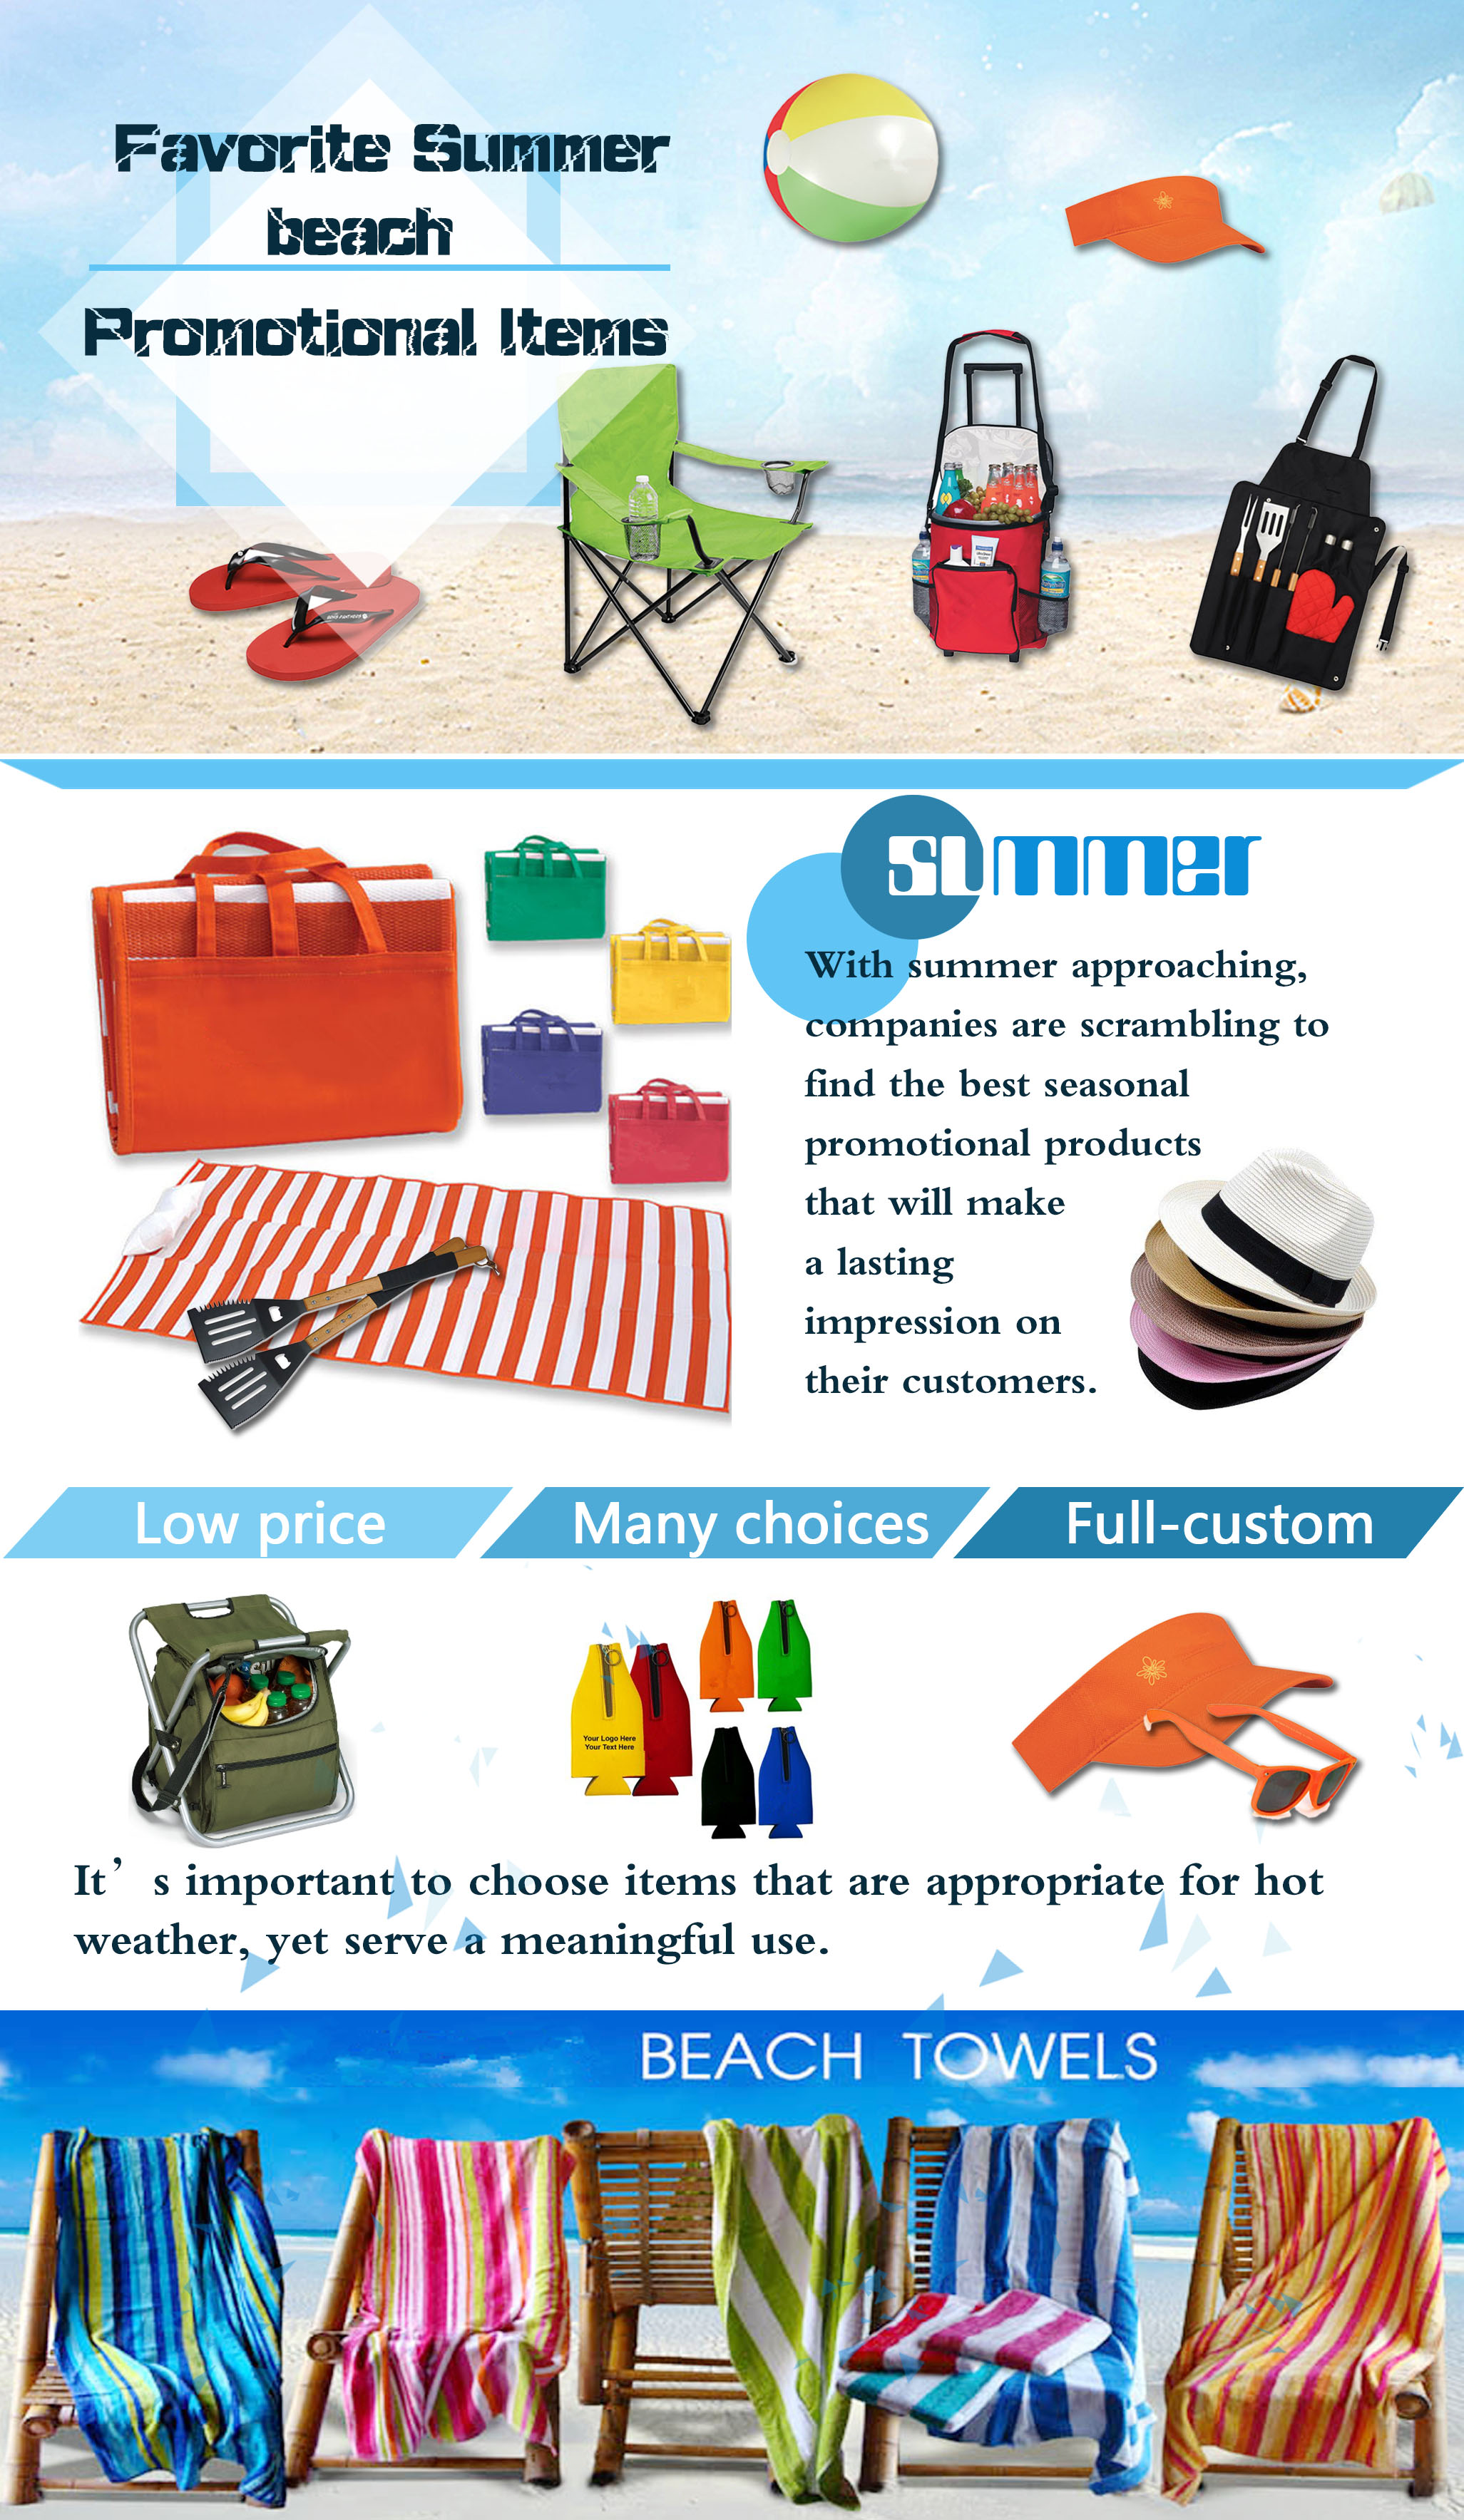 Favorite Summer
beach
Promotional Items
summer
With summer approaching,
companies are scrambling to
find the best seasonal
promotional products
that will make
a lasting
impression on
their customers.
Low price
Many choices
Full-custom
Your Logo Here
Your Text Here
It’s important to choose items that are appropriate for hot
weather, yet serve a meaningful use.
BEACH TOWELS